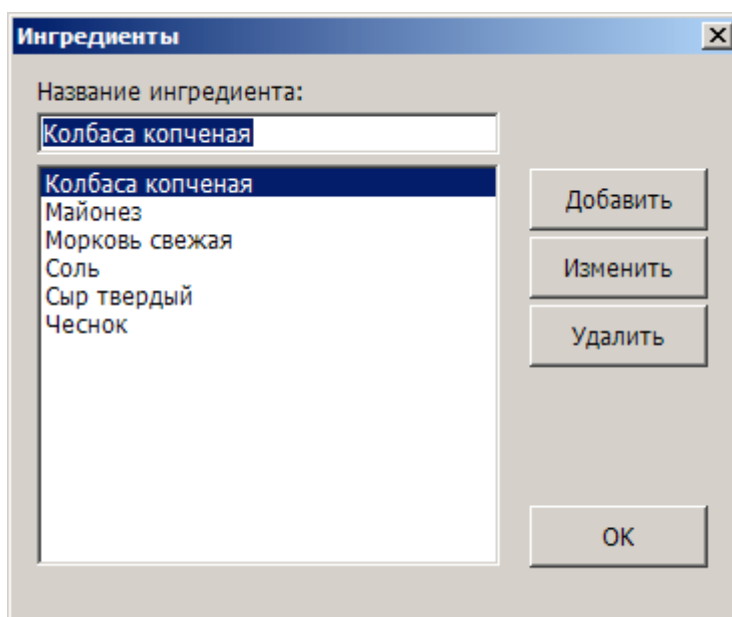 Ингредиенты
Название ингредиента:
Колбаса копченая
Колбаса копченая
Майонез
Морковь свежая
Соль
Сыр твердый
Чеснок
Добавить
Изменить
Удалить
OK